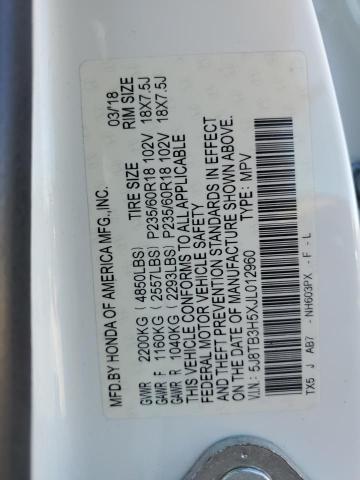 MFD.BY HONDA OF AMERICA MFG.,INC. 03/18
TIRE SIZE RIM SIZE
GVWR 2200KG (4850LBS)
GAWR F 1160KG (2557LBS) P235/60R18 102V 18X7.5J
GAWR R 1040KG (2293LBS) P235/60R18 102V 18X7.5J
THIS VEHICLE CONFORMS TO ALL APPLICABLE
FEDERAL MOTOR VEHICLE SAFETY
AND THEFT PREVENTION STANDARDS IN EFFECT
ON THE DATE OF MANUFACTURE SHOWN ABOVE.
V.I.N: 5J8TB3H5XJL012960 TYPE: MPV
TX5 J AB7 - NH603PX - F - L